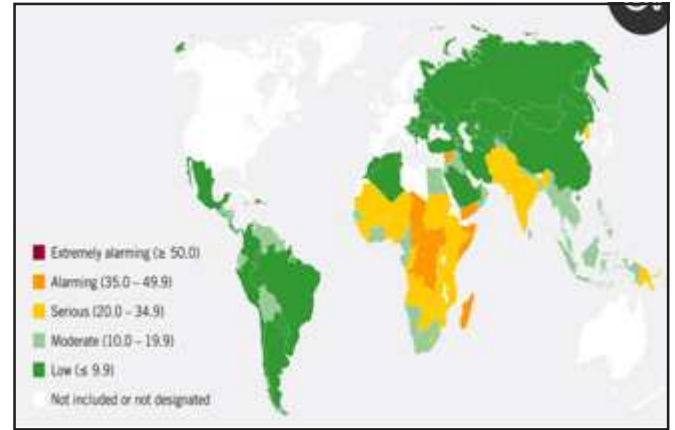 Extremely alarming (≥ 50.0)
Alarming (35.0 – 49.9)
Serious (20.0 – 34.9)
Moderate (10.0 – 19.9)
Low (≤ 9.9)
Not included or not designated